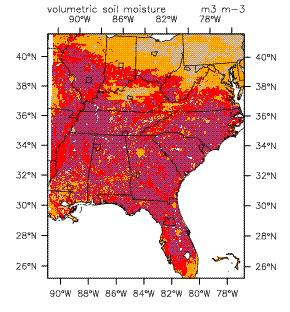 volumetric soil moisture m3 m-3
90°W 86°W 82°W 78°W
40°N 40°N
38°N 38°N
36°N 36°N
34°N 34°N
32°N 32°N
30°N 30°N
28°N 28°N
26°N 26°N
90°W 88°W 86°W 84°W 82°W 80°W 78°W